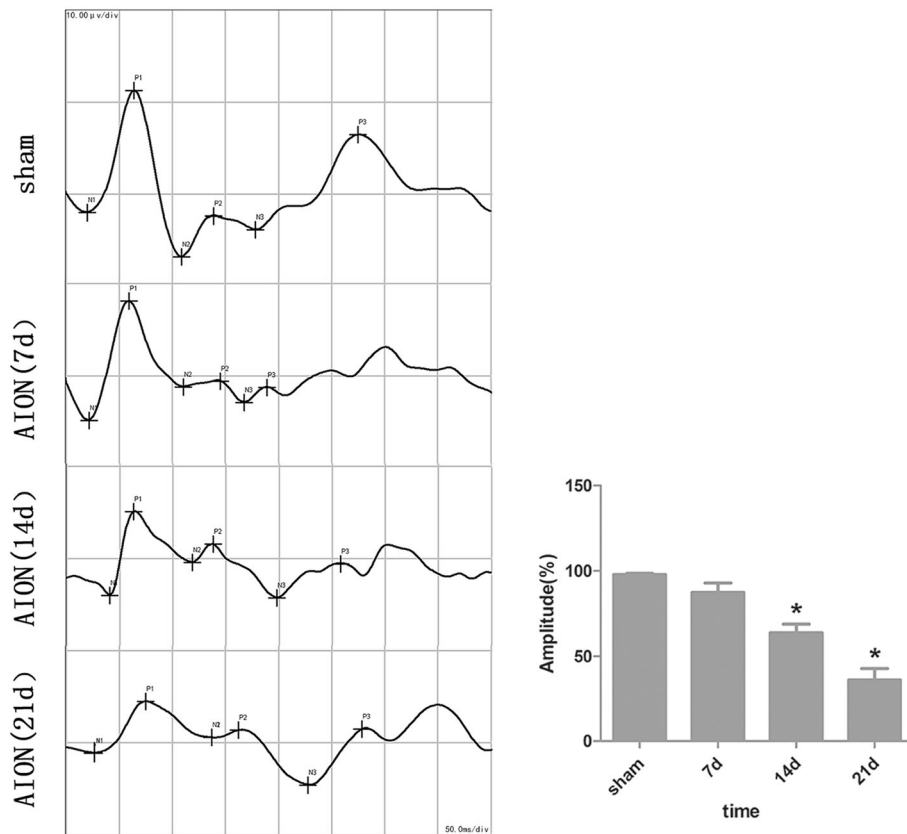 10.00μv/div
sham
P1
P3
N1
P2
N3
N2
AION(7d)
P1
N2
P2
N3
P3
N1
AION(14d)
P1
P2
N2
P3
N3
AION(21d)
P1
P2
P3
N2
N1
N3
50.0ms/div
Amplitude(%)
150
100
50
0
*
*
sham
7d
14d
21d
time